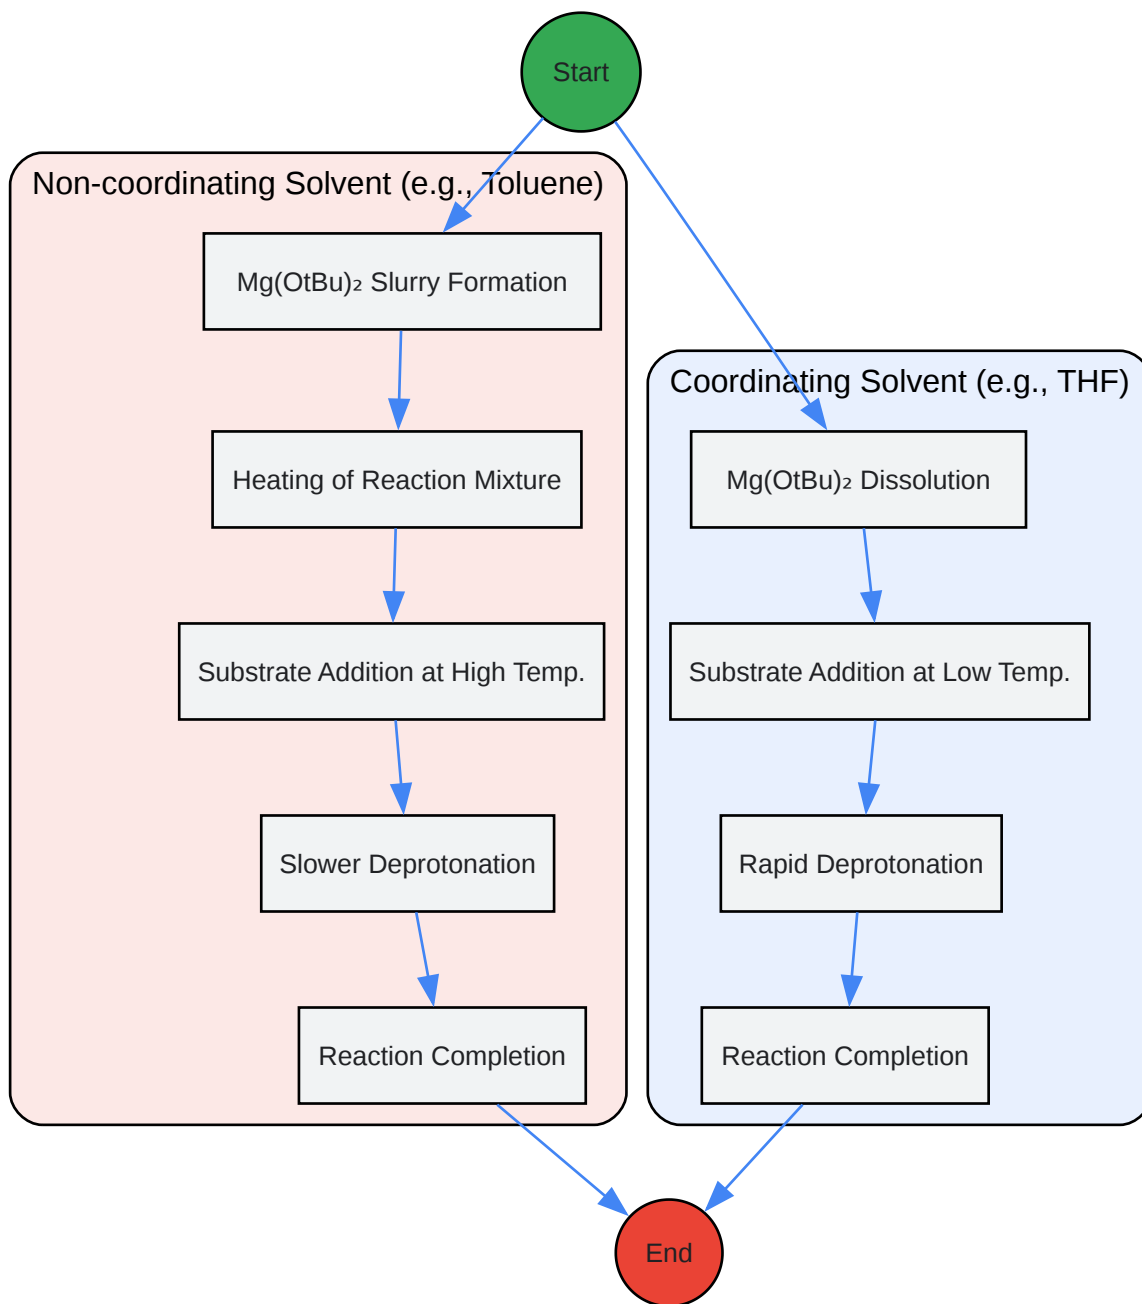 Start
Non-coordinating Solvent (e.g., Toluene)
Mg(OtBu)₂ Slurry Formation
Heating of Reaction Mixture
Substrate Addition at High Temp.
Slower Deprotonation
Reaction Completion
Coordinating Solvent (e.g., THF)
Mg(OtBu)₂ Dissolution
Substrate Addition at Low Temp.
Rapid Deprotonation
Reaction Completion
End